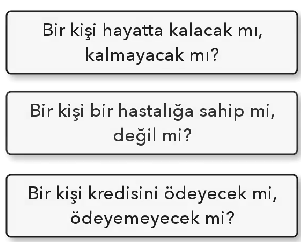 Bir kişi hayatta kalacak mı,
kalmayacak mı?
Bir kişi bir hastalığa sahip mi,
değil mi?
Bir kişi kredisini ödeyecek mi,
ödeyemeyecek mi?